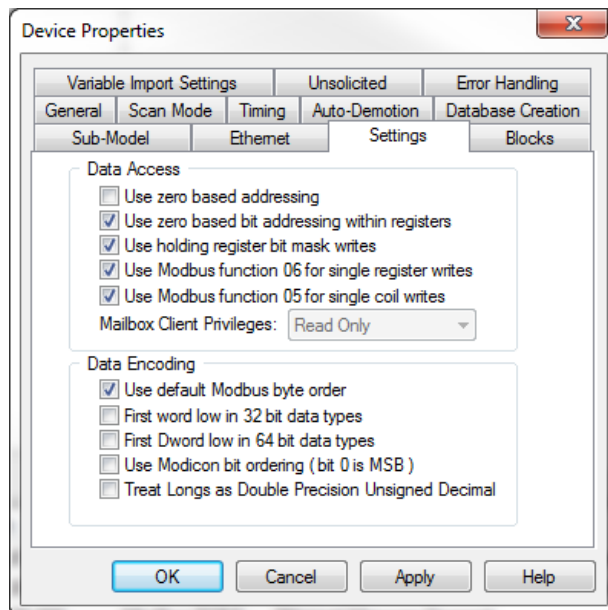 Device Properties
Variable Import Settings Unsolicited Error Handling
General Scan Mode Timing Auto-Demotion Database Creation
Sub-Model Ethernet Settings Blocks
Data Access
Use zero based addressing
Use zero based bit addressing within registers
Use holding register bit mask writes
Use Modbus function 06 for single register writes
Use Modbus function 05 for single coil writes
Mailbox Client Privileges: Read Only
Data Encoding
Use default Modbus byte order
First word low in 32 bit data types
First Dword low in 64 bit data types
Use Modicon bit ordering ( bit 0 is MSB )
Treat Longs as Double Precision Unsigned Decimal
OK Cancel Apply Help